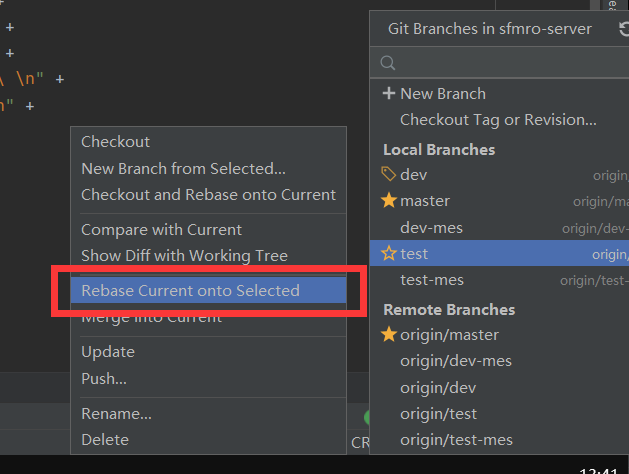 +
+
+
\ \n" +
n" +
Checkout
New Branch from Selected...
Checkout and Rebase onto Current
Compare with Current
Show Diff with Working Tree
Rebase Current onto Selected
Merge into Current
Update
Push...
Rename...
Delete
Git Branches in sfmro-server
+ New Branch
Checkout Tag or Revision...
Local Branches
dev origin/
master origin/ma
dev-mes origin/dev-
test origin/
test-mes origin/test-
Remote Branches
origin/master
origin/dev-mes
origin/dev
origin/test
origin/test-mes
CR
13:41